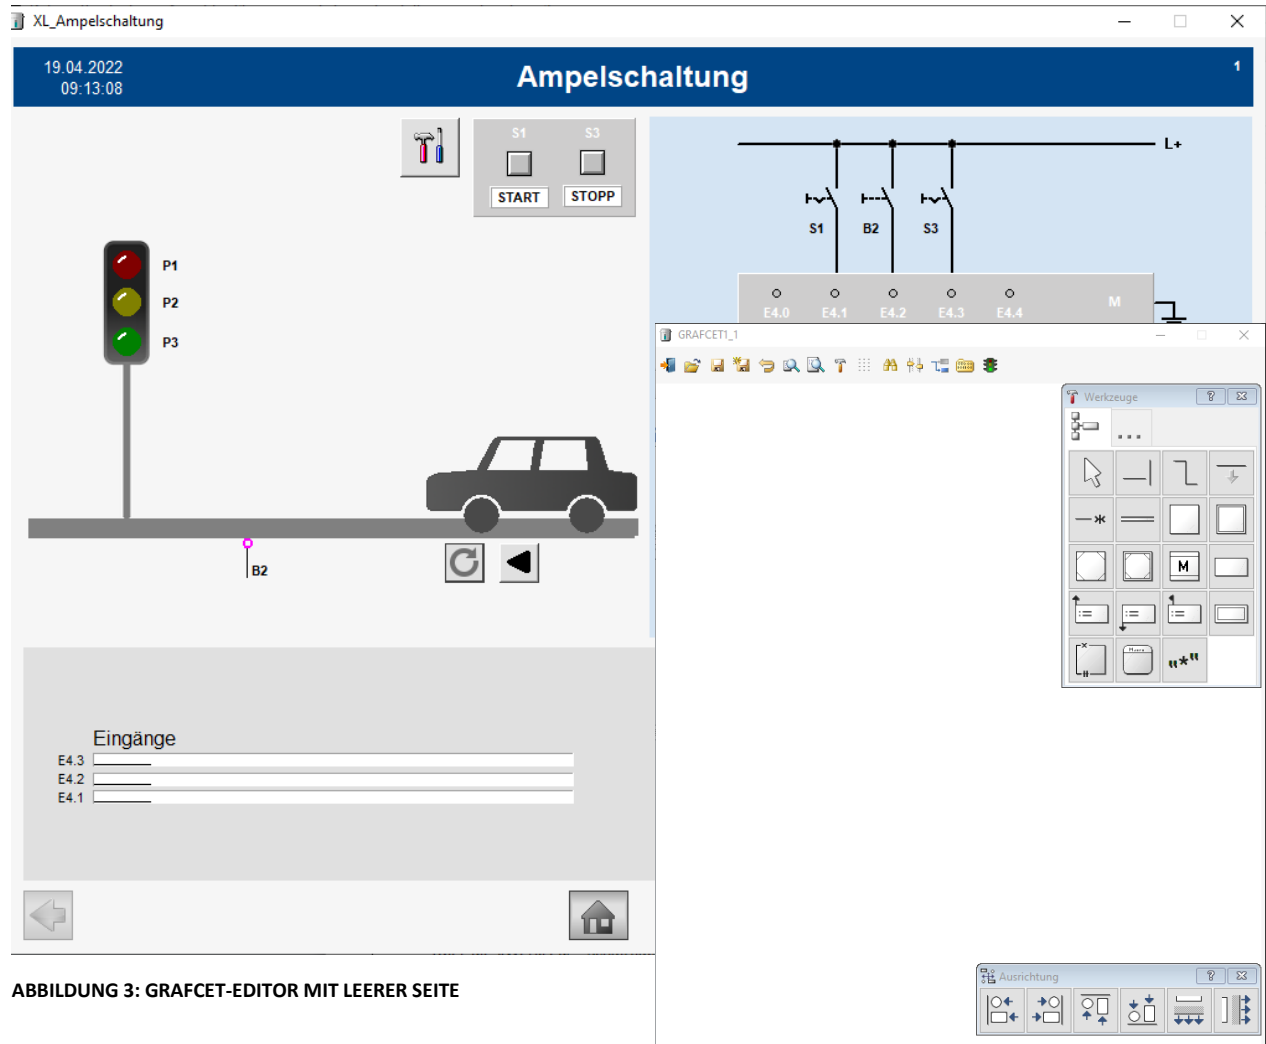 XL_Ampelschaltung
19.04.2022
09:13:08
Ampelschaltung
1
S1 S3
START STOPP
L+
S1 B2 S3
P1
P2
P3
E4.0 E4.1 E4.2 E4.3 E4.4 M
GRAFCET1_1
Werkzeuge
...
M
:= := :=
Macro
"*"
B2
Eingänge
E4.3
E4.2
E4.1
Ausrichtung
ABBILDUNG 3: GRAFCET-EDITOR MIT LEERER SEITE